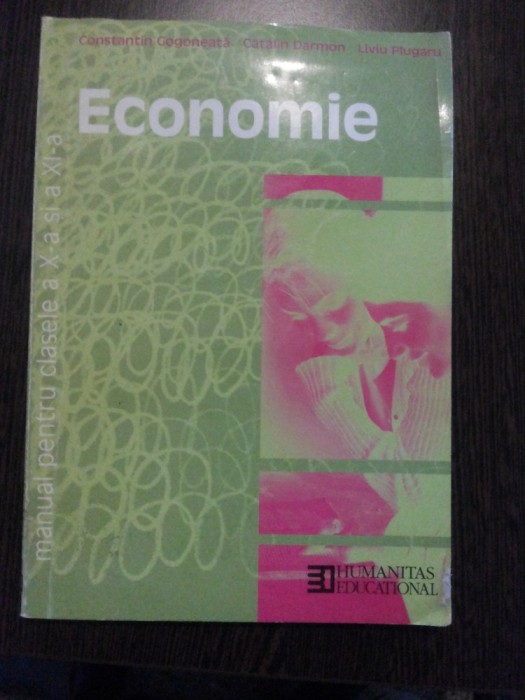 Constantin Gogoneață Cătălin Darmon Liviu Plugaru
Economie
manual pentru clasele a X-a și a XI-a
HUMANITAS
EDUCATIONAL